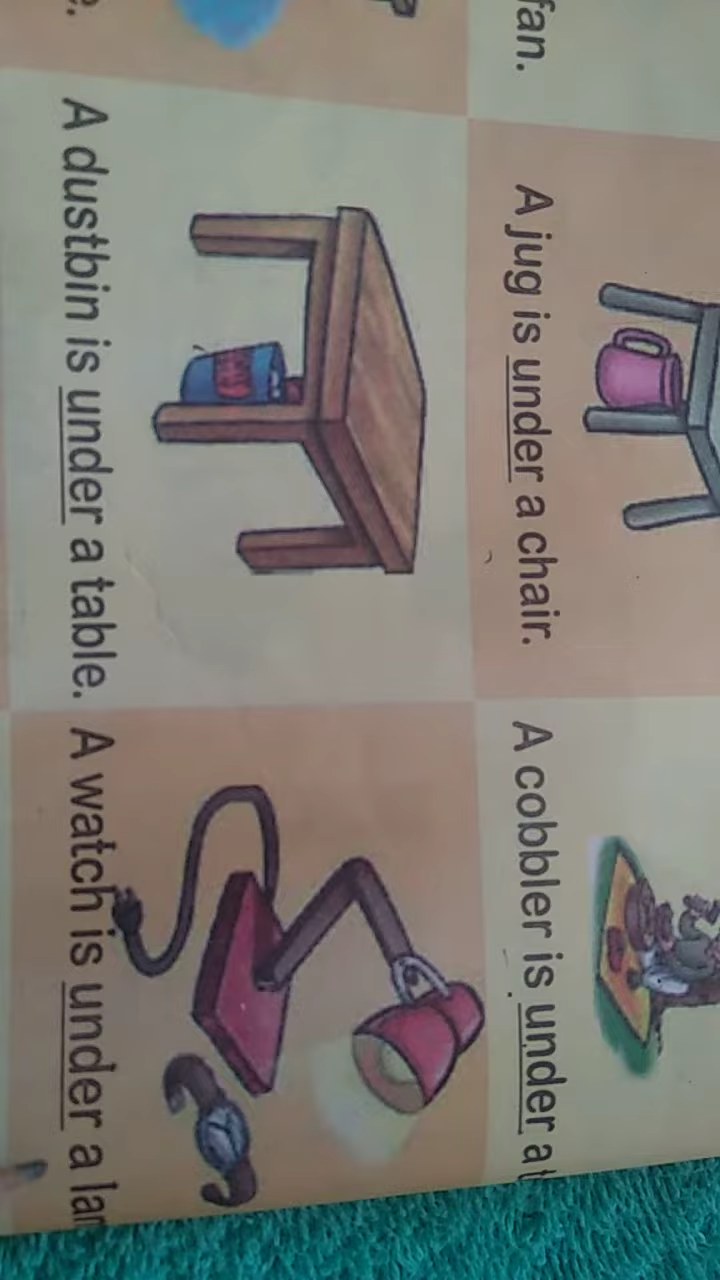 fan.
A jug is under a chair.
A cobbler is under a
A dustbin is under a table.
A watch is under a